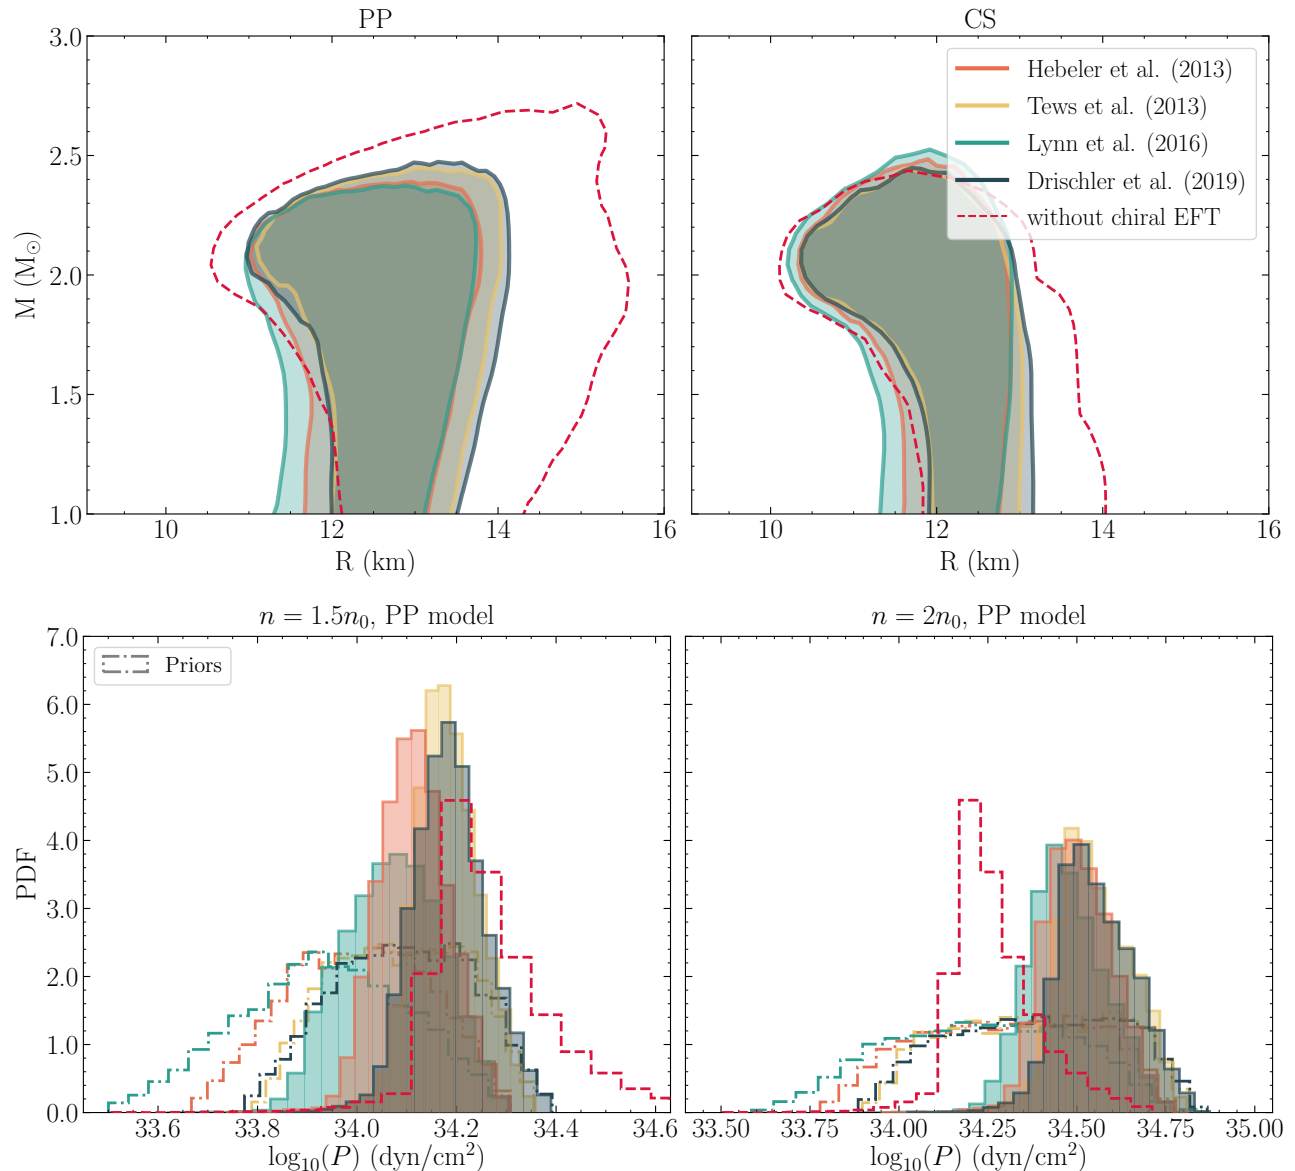 PP
CS
3.0
2.5
2.0
1.5
1.0
M (M⊙)
10
12
14
16
R (km)
10
12
14
16
R (km)
Hebeler et al. (2013)
Tews et al. (2013)
Lynn et al. (2016)
Drischler et al. (2019)
without chiral EFT
n = 1.5n₀, PP model
n = 2n₀, PP model
7.0
6.0
5.0
4.0
3.0
2.0
1.0
0.0
PDF
Priors
33.6
33.8
34.0
34.2
34.4
34.6
log₁₀(P) (dyn/cm²)
33.50
33.75
34.00
34.25
34.50
34.75
35.00
log₁₀(P) (dyn/cm²)